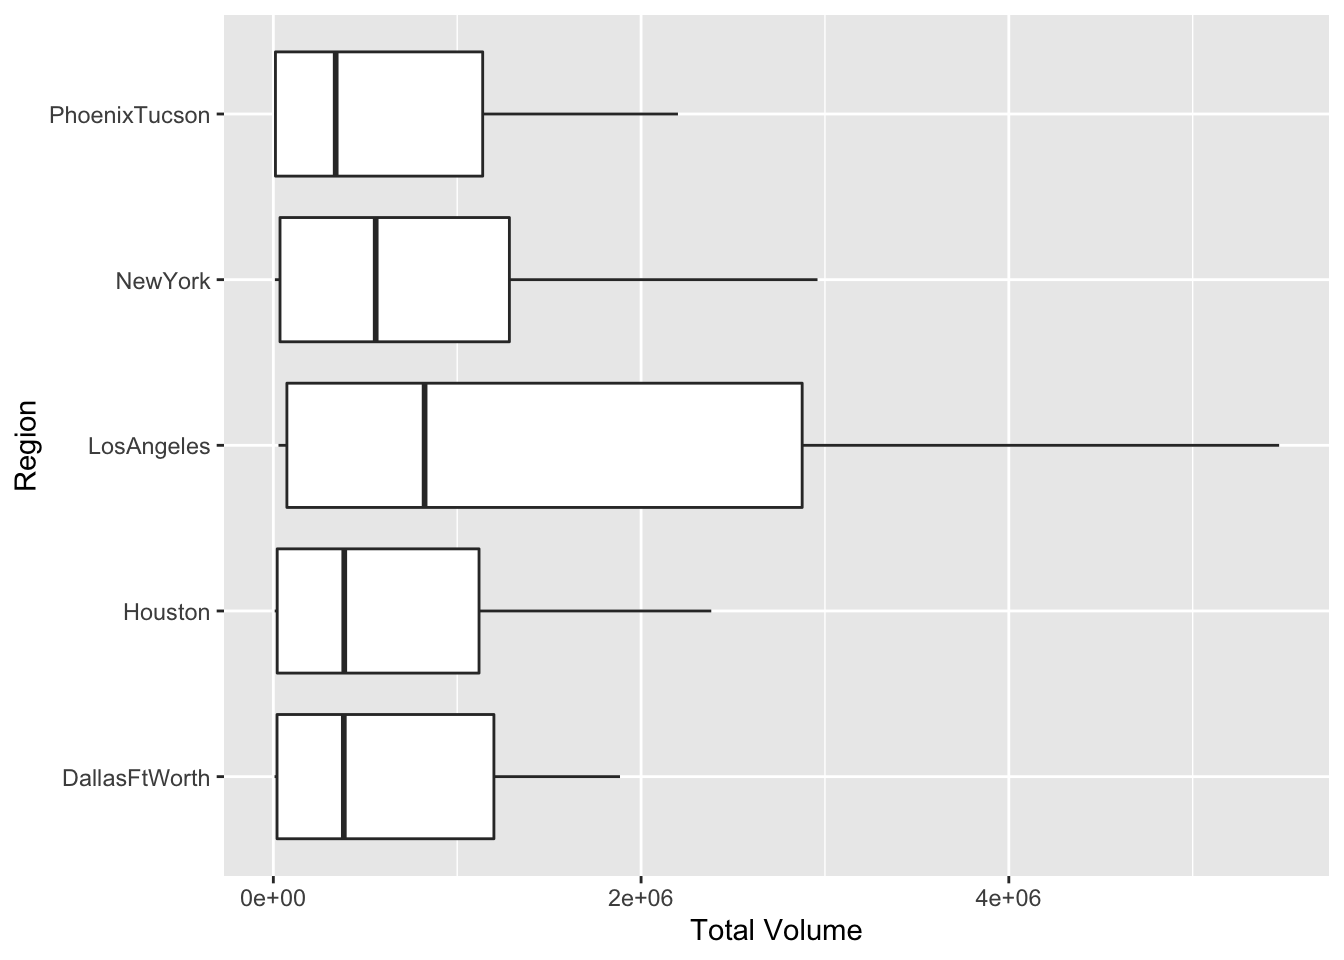 PhoenixTucson
NewYork
LosAngeles
Houston
DallasFtWorth
Region
0e+00 2e+06 4e+06
Total Volume